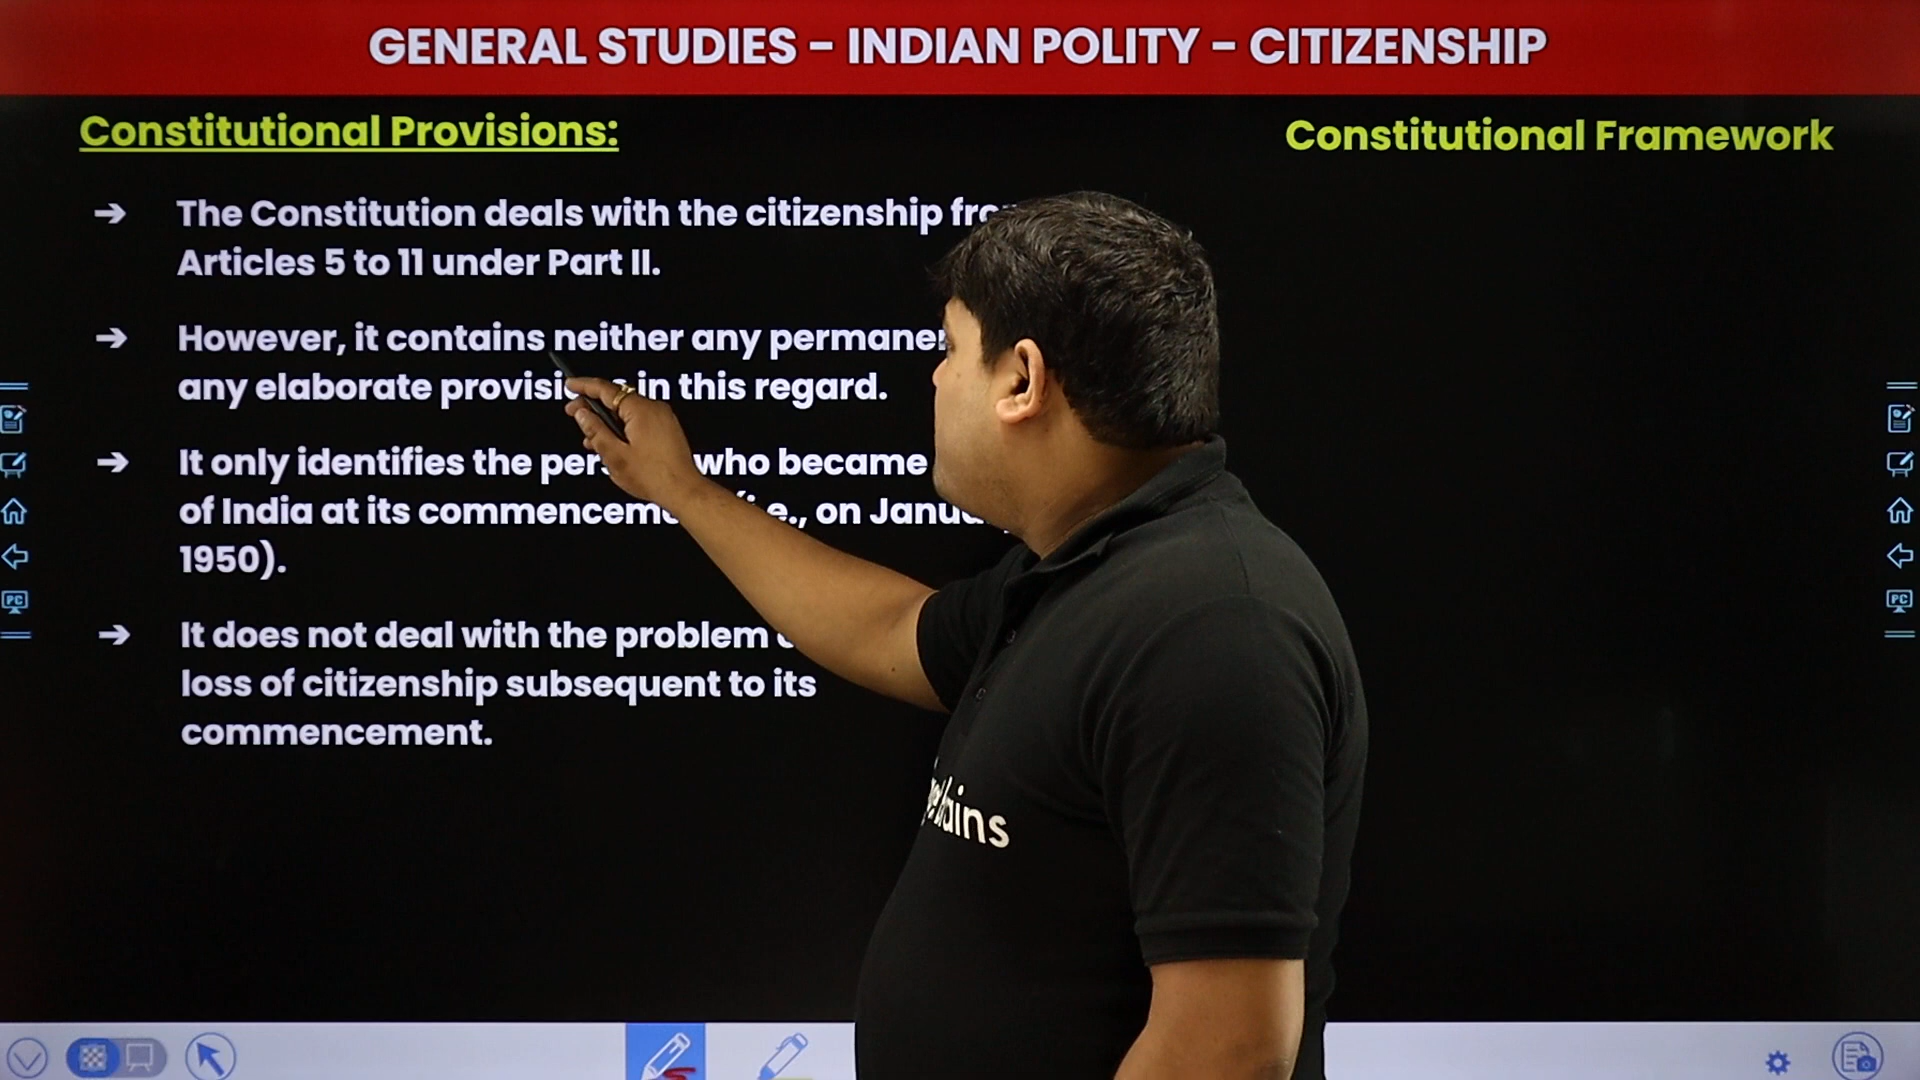 GENERAL STUDIES - INDIAN POLITY - CITIZENSHIP
Constitutional Provisions:
Constitutional Framework
➔ The Constitution deals with the citizenship
Articles 5 to 11 under Part II.
➔ However, it contains neither any
any elaborate in this regard.
➔ It only identifies the who became
of India at its on
1950).
➔ It does not deal with the problem
loss of citizenship subsequent to its
commencement.
PC
PC